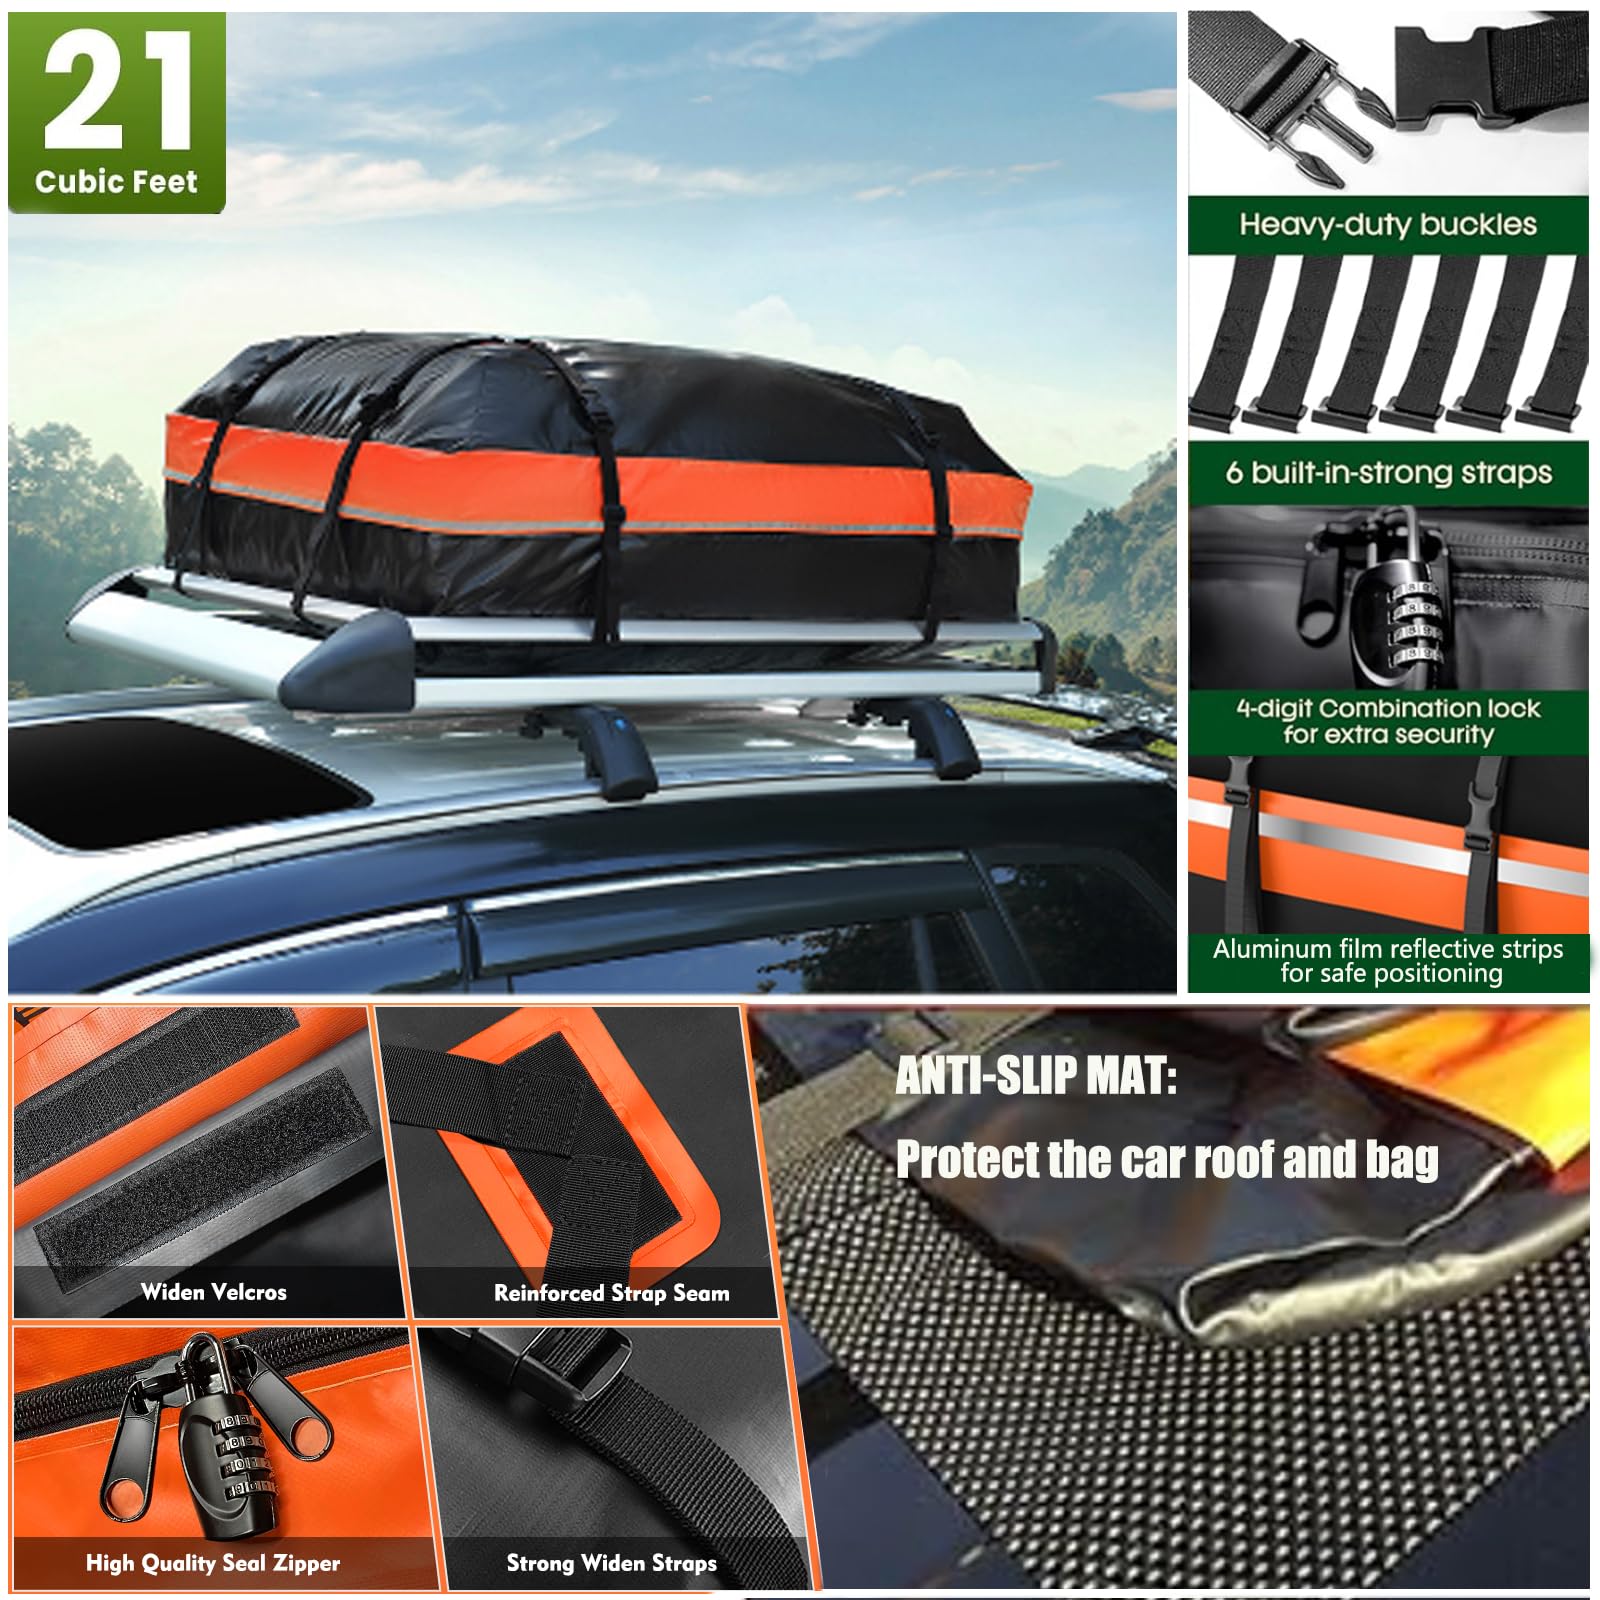 21
Cubic Feet
Heavy-duty buckles
6 built-in-strong straps
4-digit Combination lock
for extra security
Aluminum film reflective strips
for safe positioning
Widen Velcros
Reinforced Strap Seam
High Quality Seal Zipper
Strong Widen Straps
ANTI-SLIP MAT:
Protect the car roof and bag